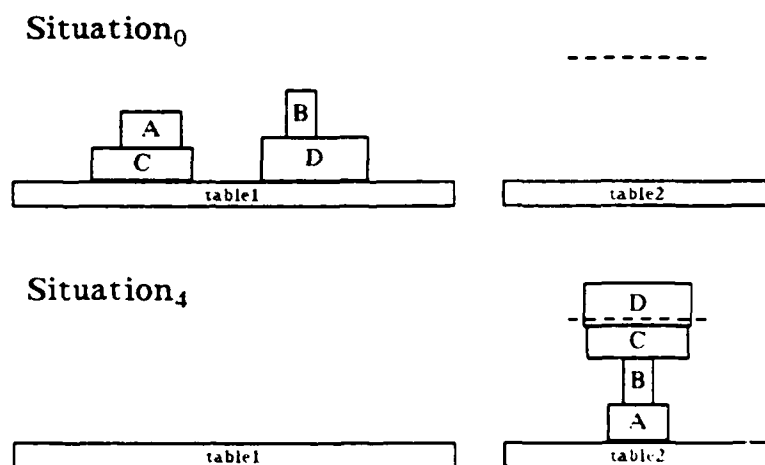 Situation₀
B
A
C
D
table1
table2
Situation₄
D
C
B
A
table1
table2